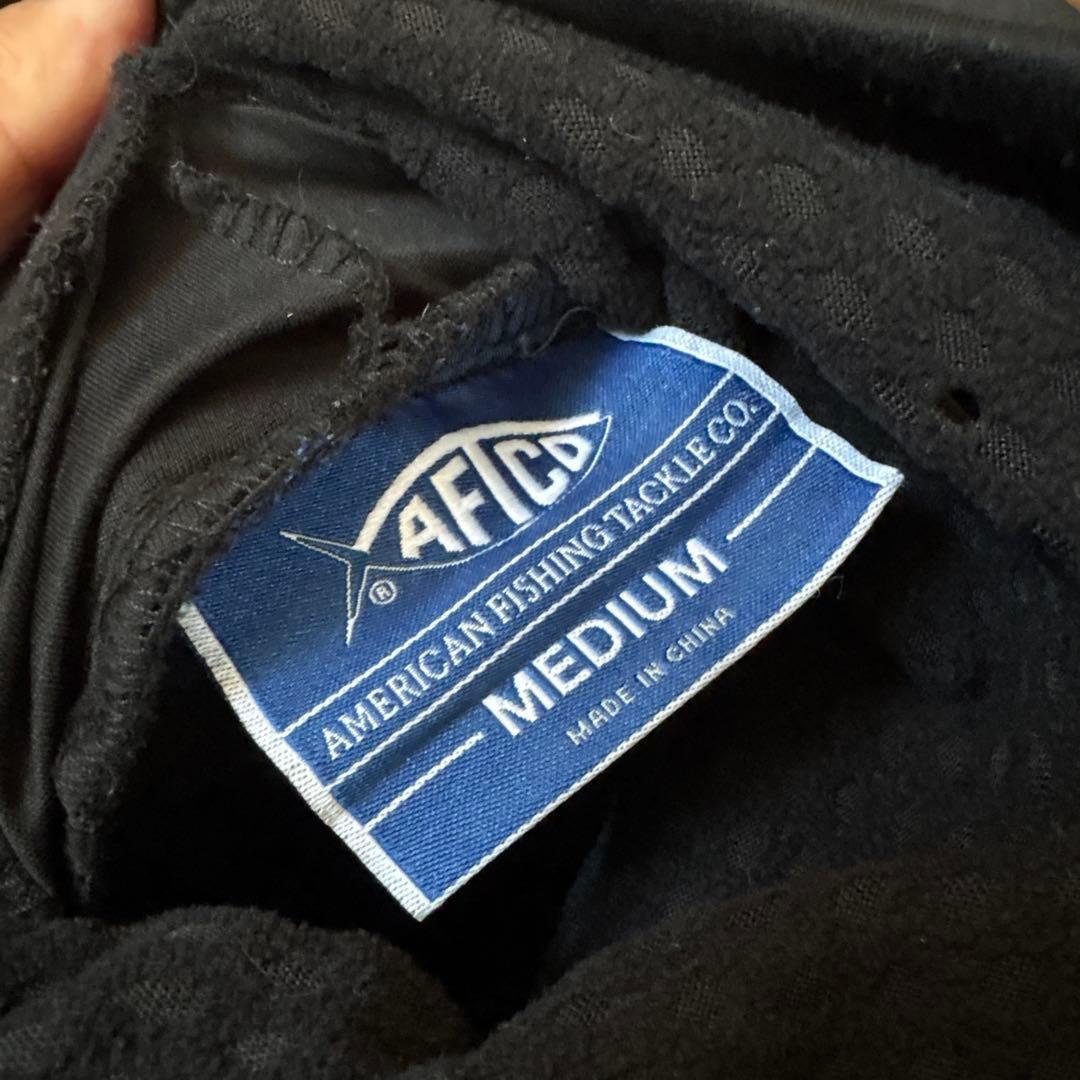 AFTCO
®
AMERICAN FISHING TACKLE CO.
MEDIUM
MADE IN CHINA